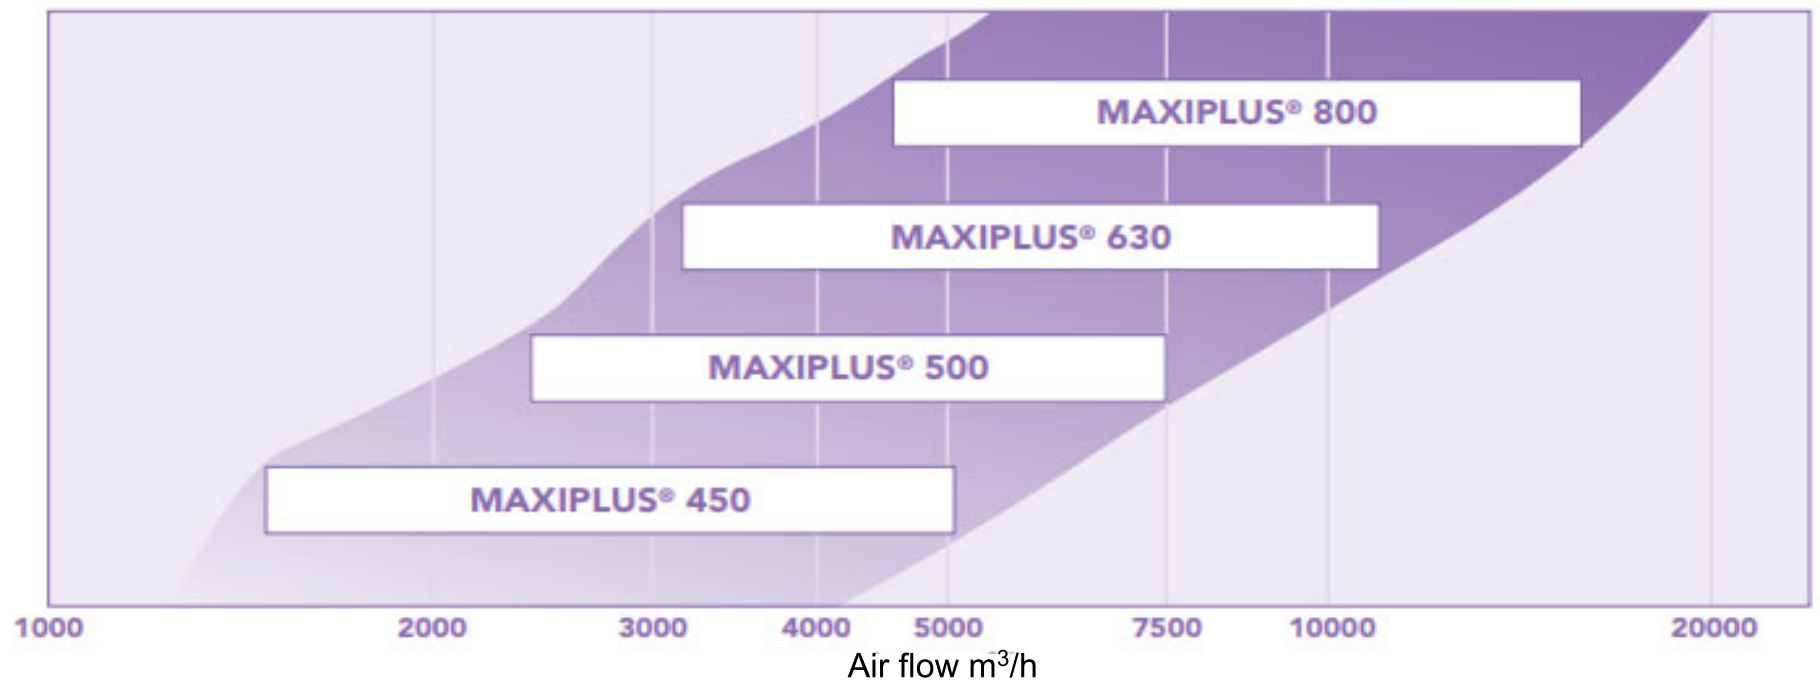 MAXIPLUS® 800
MAXIPLUS® 630
MAXIPLUS® 500
MAXIPLUS® 450
1000 2000 3000 4000 5000 7500 10000 20000
Air flow m³/h